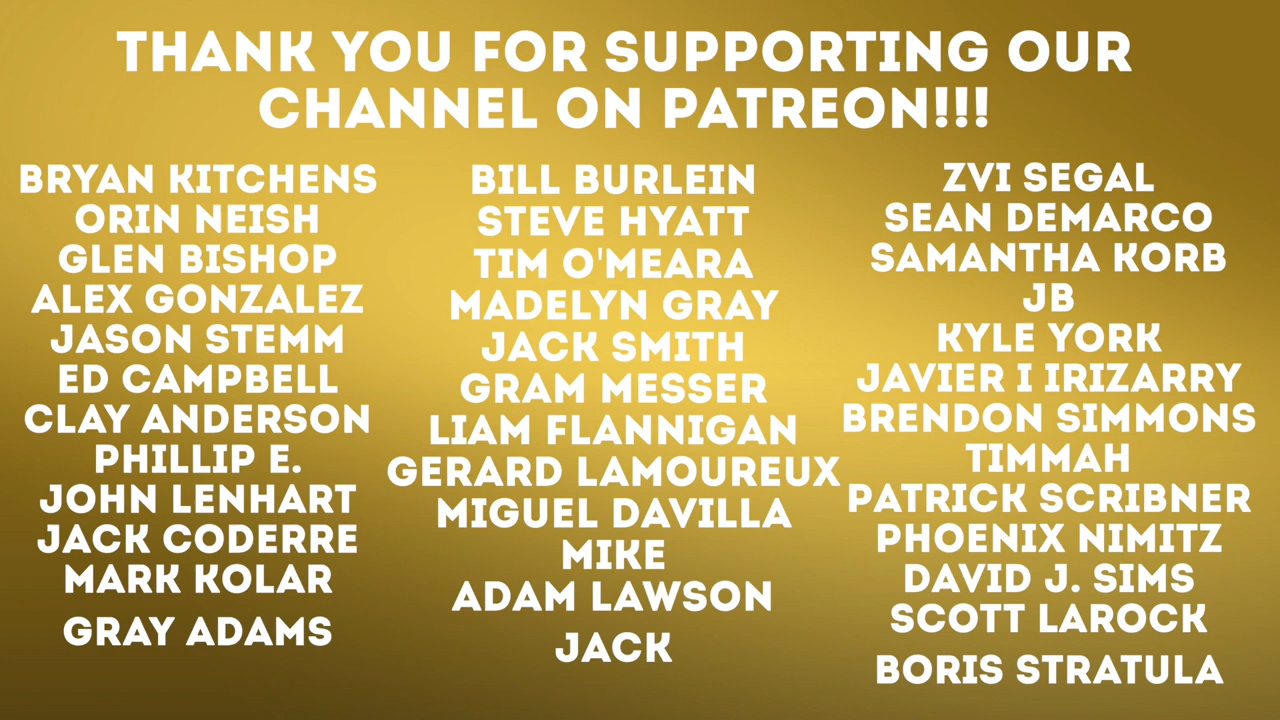 THANK YOU FOR SUPPORTING OUR
CHANNEL ON PATREON!!!
BRYAN KITCHENS
ORIN NEISH
GLEN BISHOP
ALEX GONZALEZ
JASON STEMM
ED CAMPBELL
CLAY ANDERSON
PHILLIP E.
JOHN LENHART
JACK CODERRE
MARK KOLAR
GRAY ADAMS
BILL BURLEIN
STEVE HYATT
TIM O'MEARA
MADELYN GRAY
JACK SMITH
GRAM MESSER
LIAM FLANNIGAN
GERARD LAMOUREUX
MIGUEL DAVILLA
MIKE
ADAM LAWSON
JACK
ZVI SEGAL
SEAN DEMARCO
SAMANTHA KORB
JB
KYLE YORK
JAVIER I IRIZARRY
BRENDON SIMMONS
TIMMAH
PATRICK SCRIBNER
PHOENIX NIMITZ
DAVID J. SIMS
SCOTT LAROCK
BORIS STRATULA